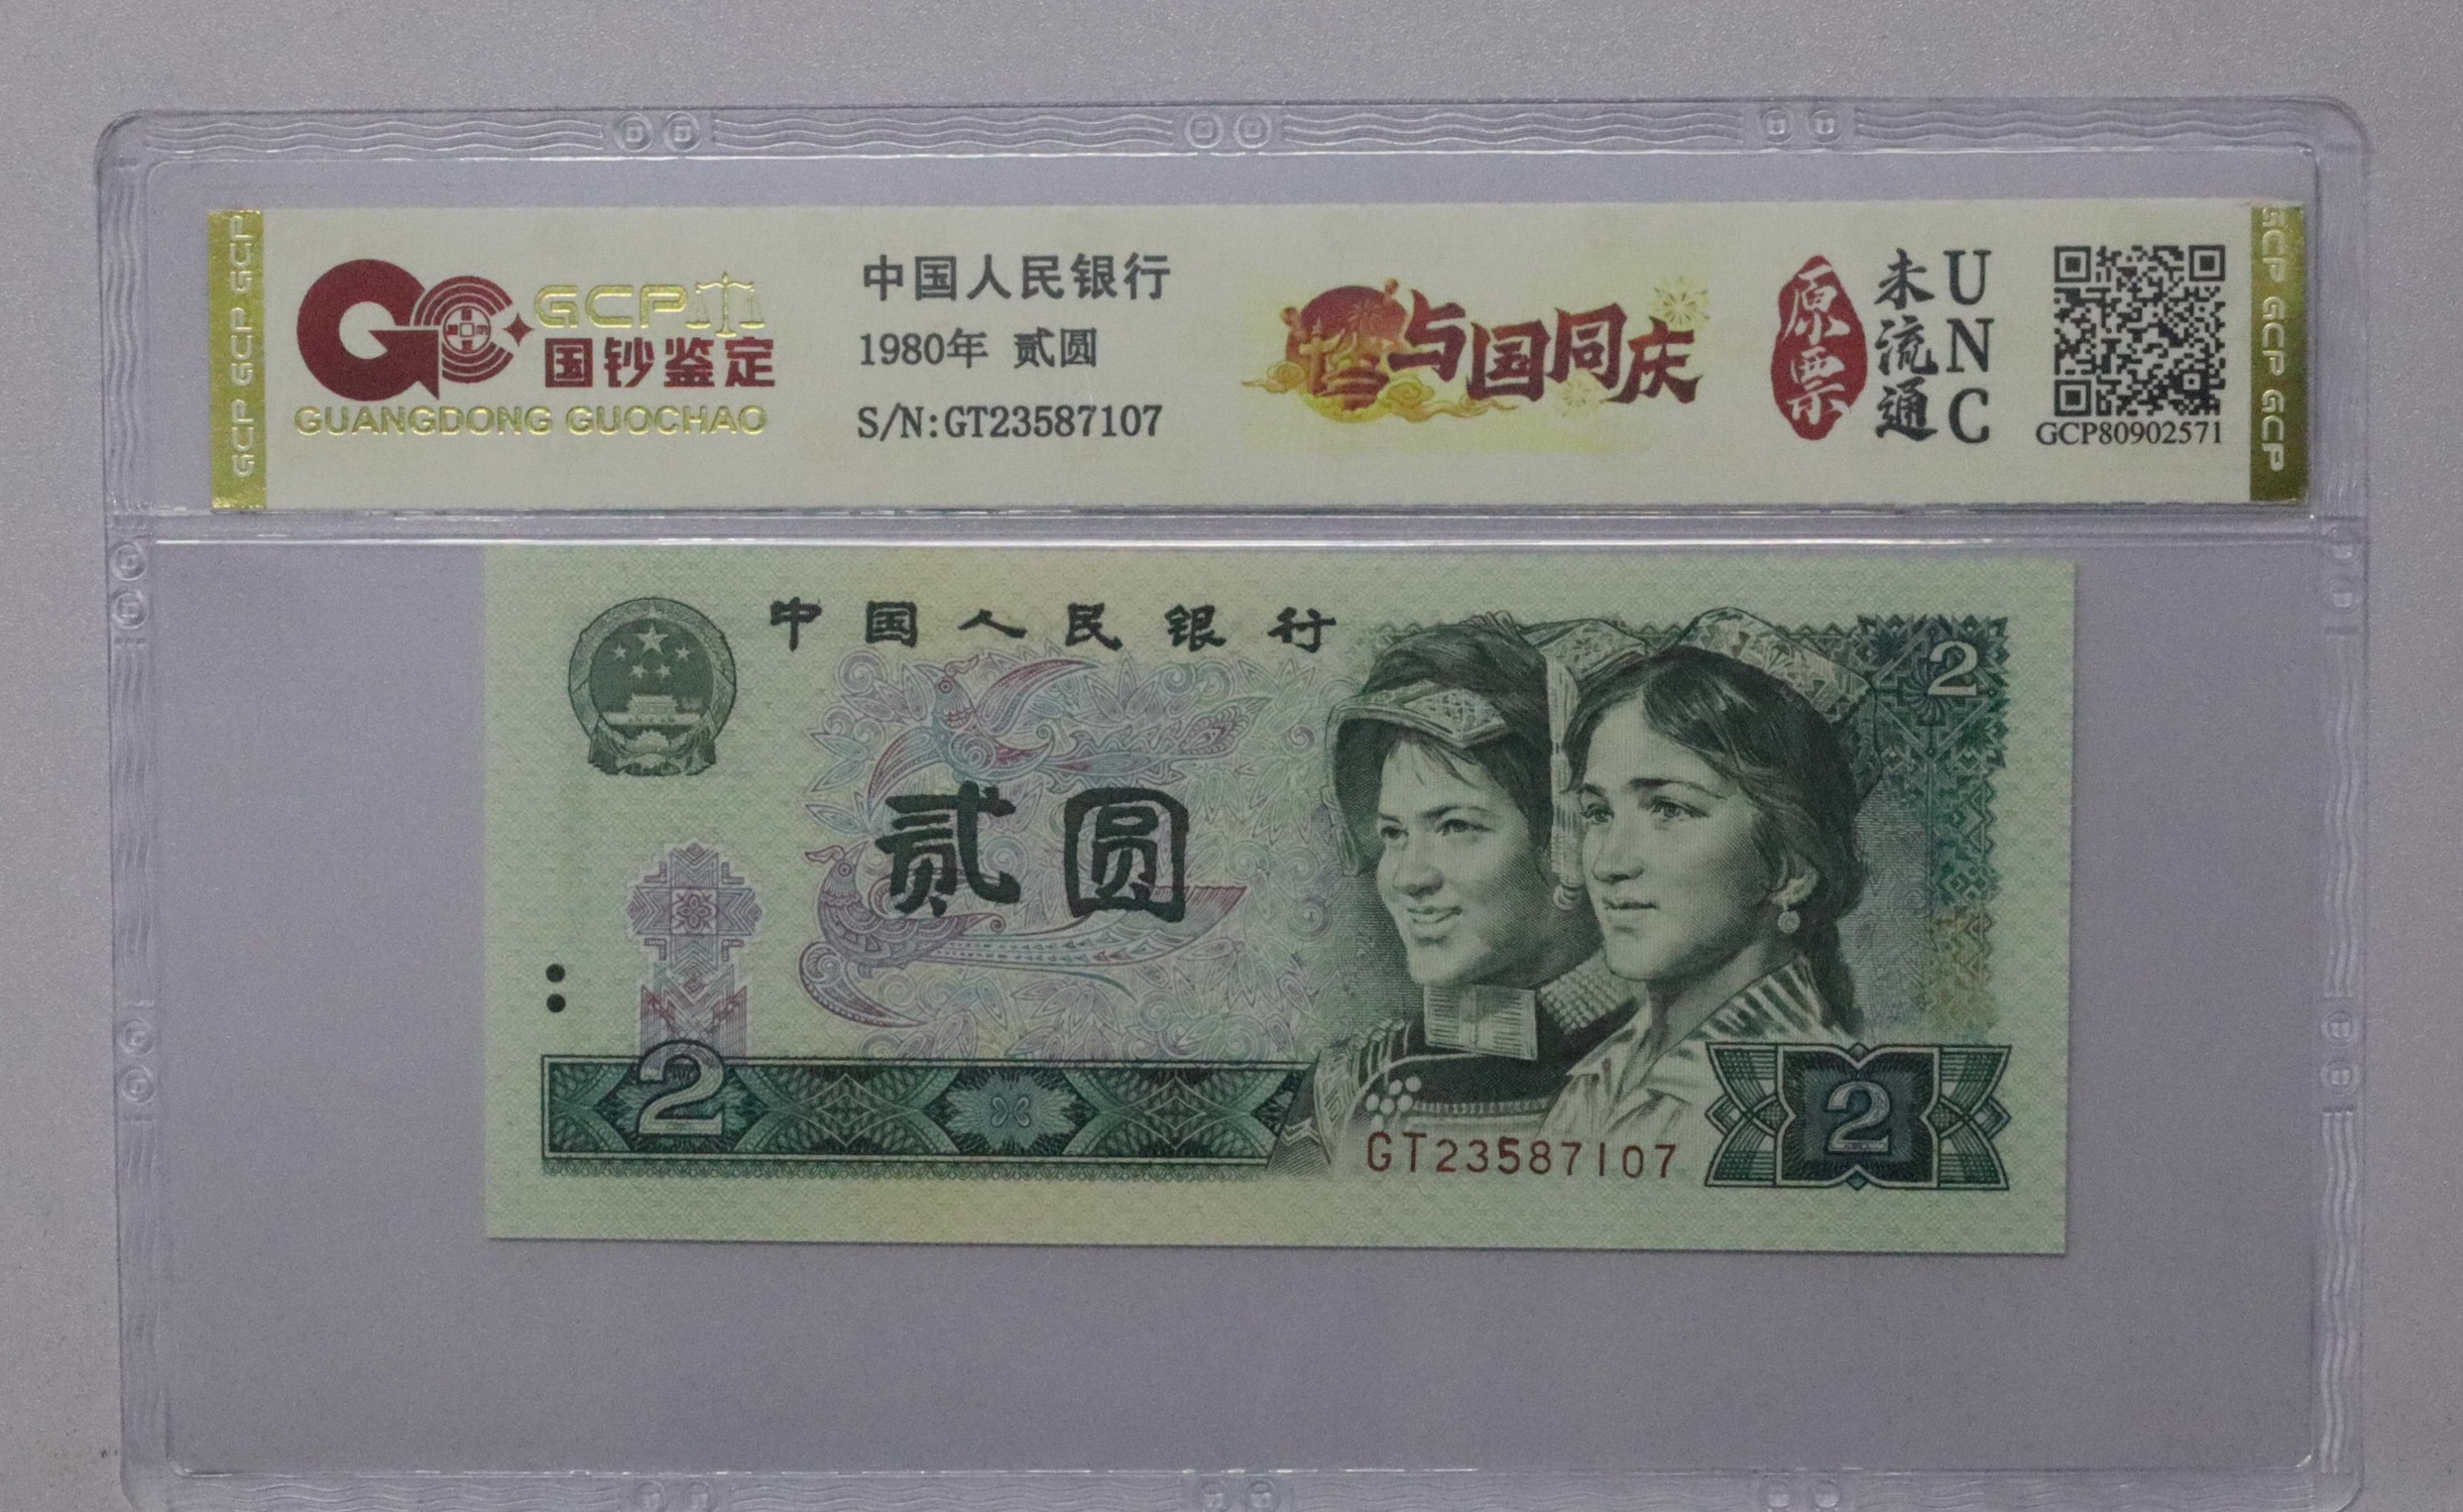 GCP GCP GCP
GCP
国钞鉴定
GUANGDONG GUOCHAO
中国人民银行
1980年 贰圆
S/N:GT23587107
与国同庆
原票
未流通
UNC
GCP80902571
GCP GCP GCP
中国人民银行
2
贰圆
2
2
GT23587107